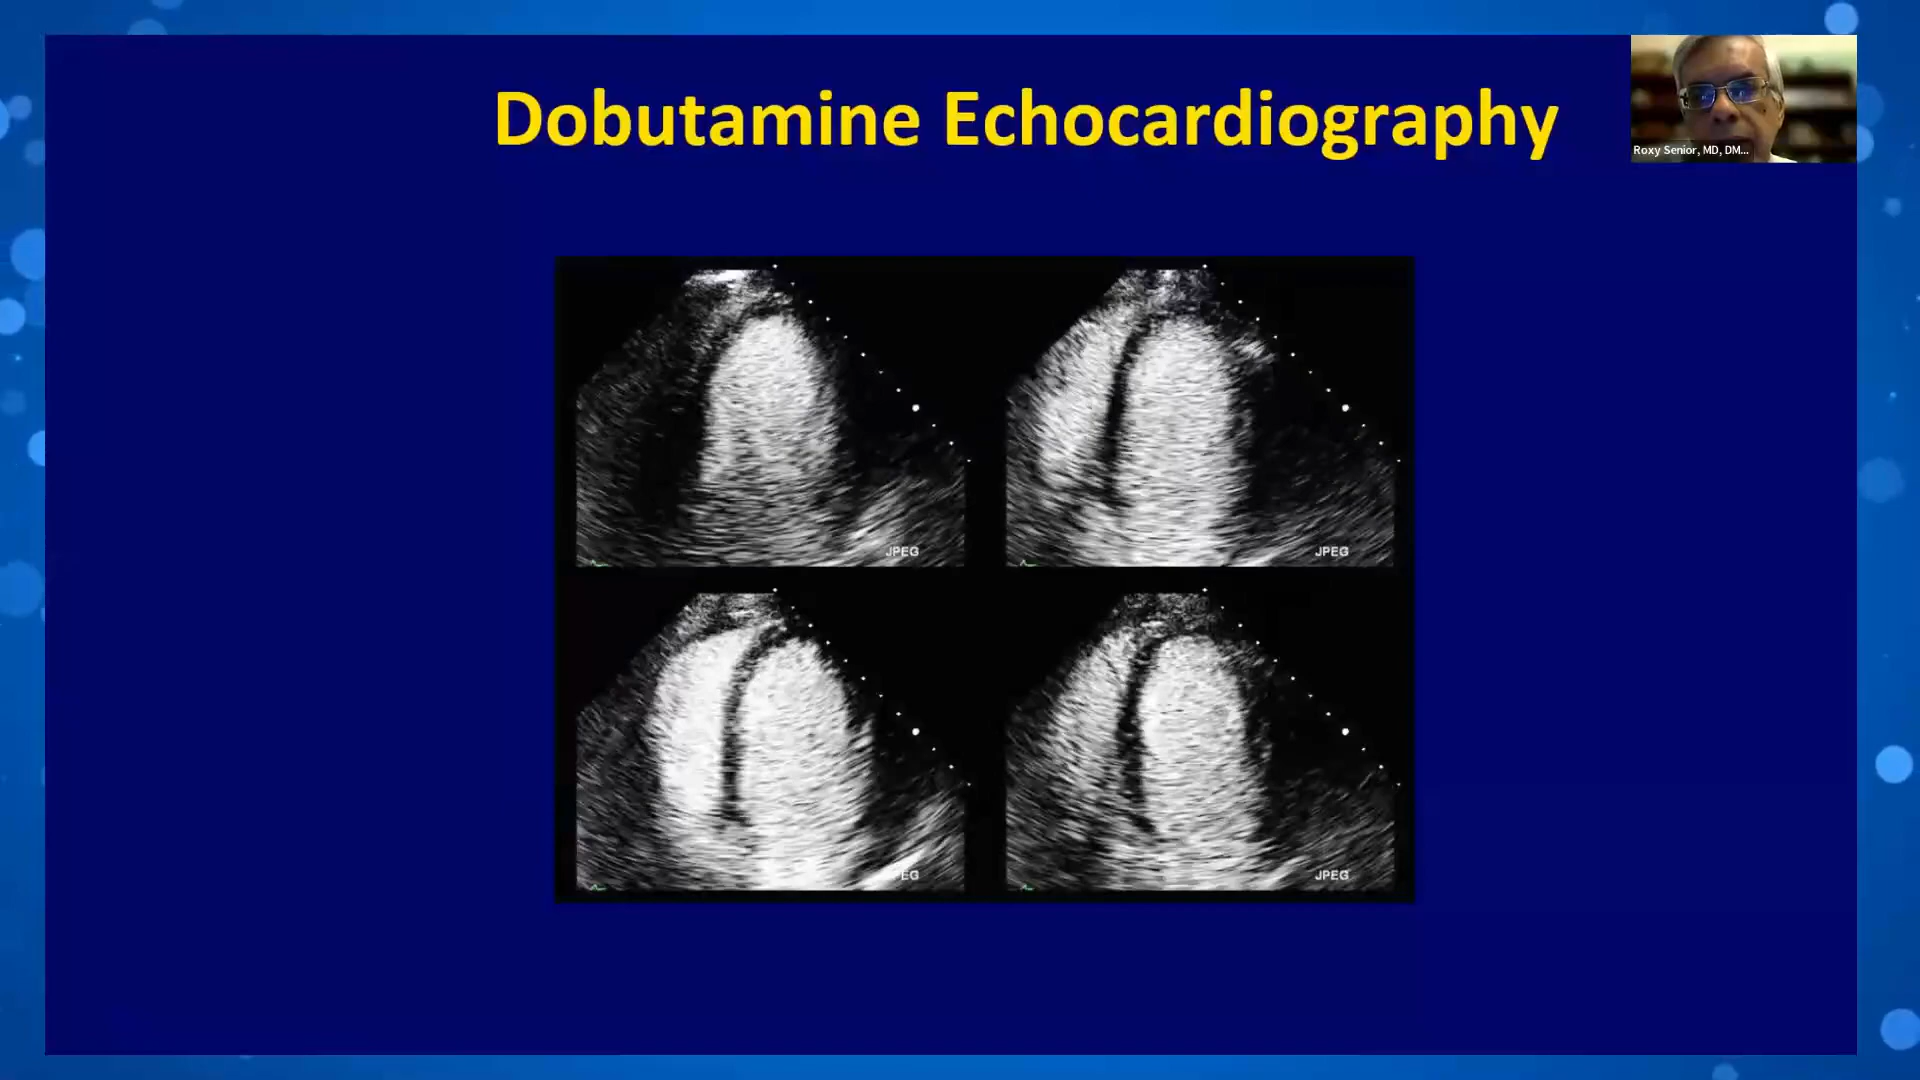 Dobutamine Echocardiography
Roxy Senior, MD, DM...
JPEG
JPEG
EG
JPEG